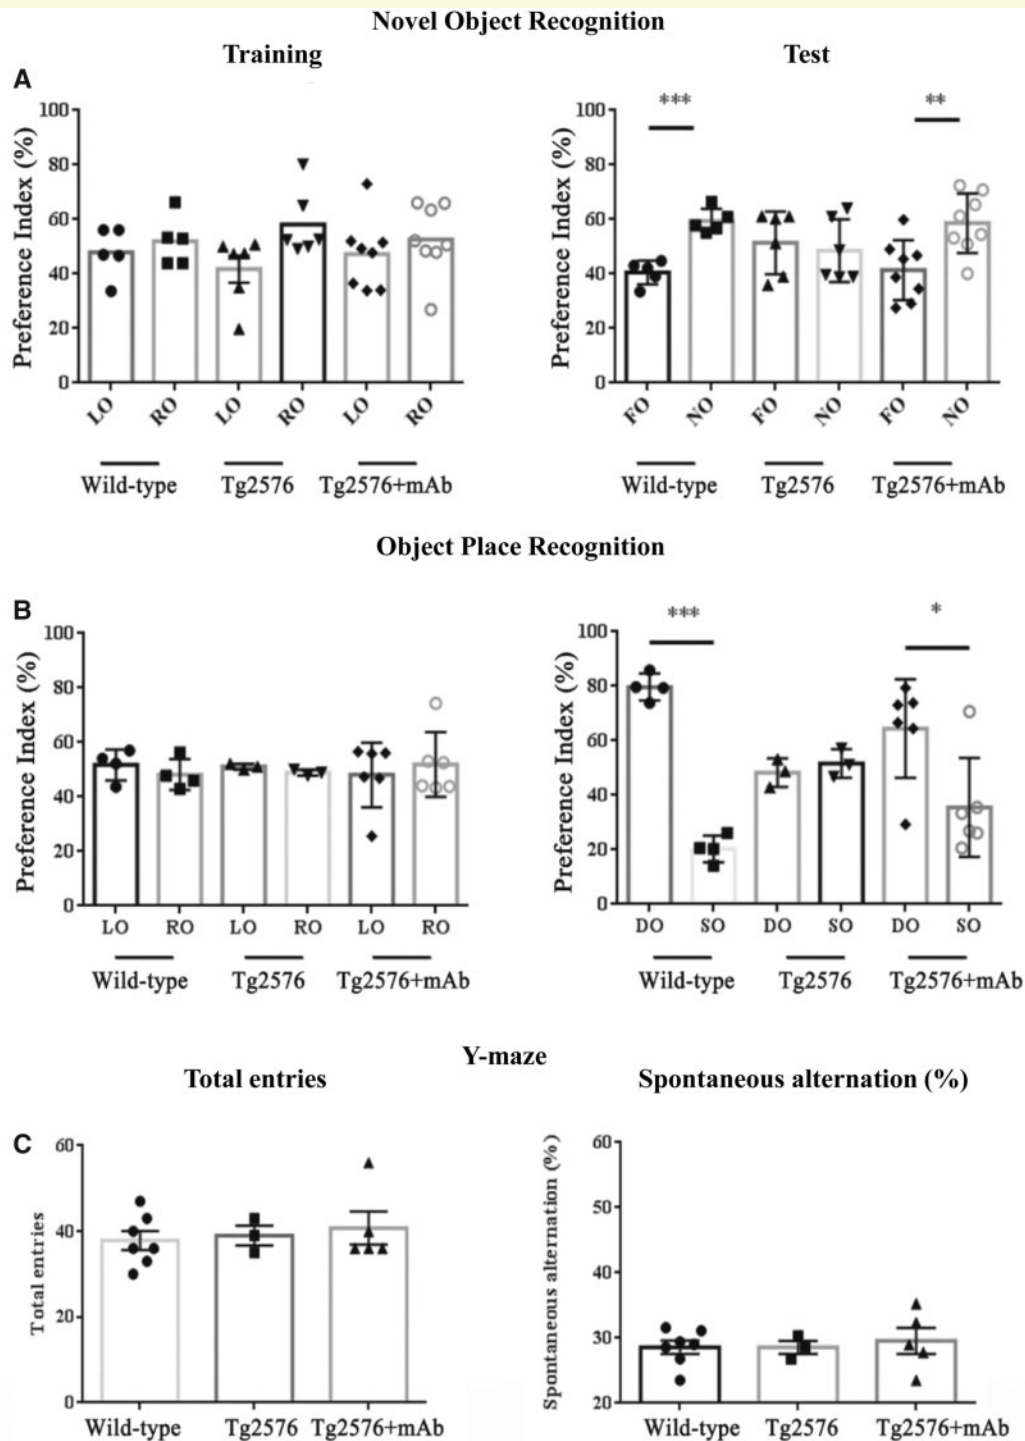 Novel Object Recognition
Training
Test
A
Preference Index (%)
100
80
60
40
20
0
LO RO LO RO LO RO
Wild-type Tg2576 Tg2576+mAb
***
**
Preference Index (%)
100
80
60
40
20
0
FO NO FO NO FO NO
Wild-type Tg2576 Tg2576+mAb
Object Place Recognition
B
Preference Index (%)
100
80
60
40
20
0
LO RO LO RO LO RO
Wild-type Tg2576 Tg2576+mAb
***
*
Preference Index (%)
100
80
60
40
20
0
DO SO DO SO DO SO
Wild-type Tg2576 Tg2576+mAb
Y-maze
Total entries
Spontaneous alternation (%)
C
Total entries
60
40
20
0
Wild-type Tg2576 Tg2576+mAb
Spontaneous alternation (%)
60
50
40
30
20
Wild-type Tg2576 Tg2576+mAb